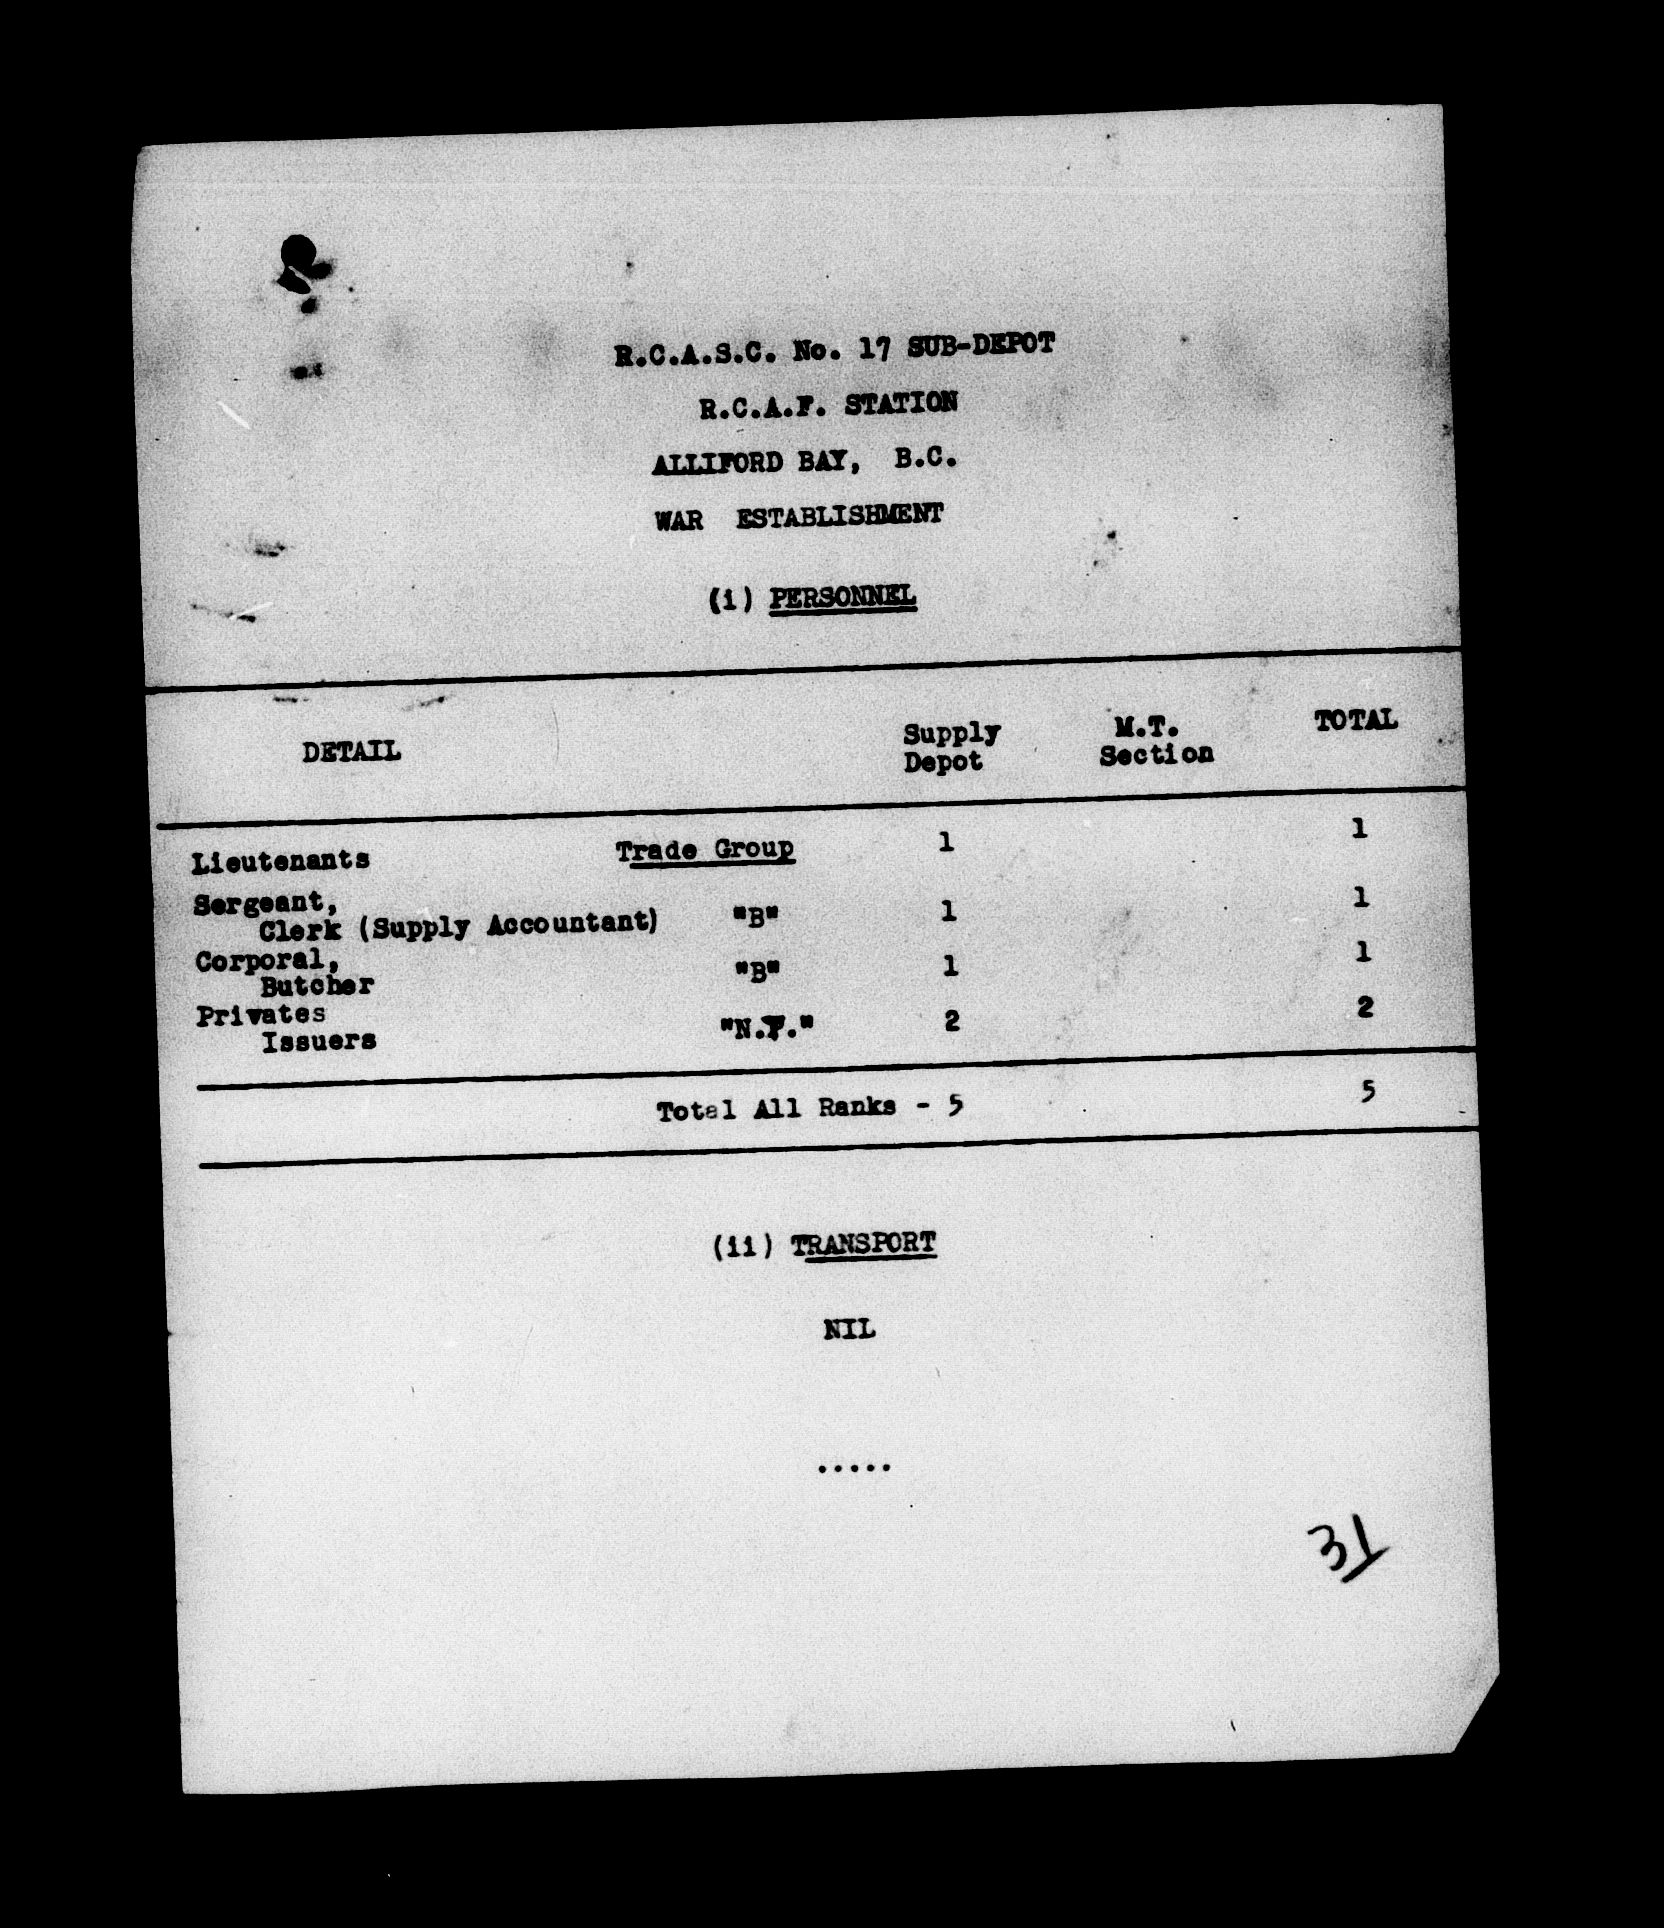 R.C.A.S.C. No. 17 SUB-DEPOT
R.C.A.F. STATION
ALLIFORD BAY, B.C.
WAR ESTABLISHMENT
(i) PERSONNEL
DETAIL Supply Depot M.T. Section TOTAL
Lieutenants Trade Group 1 1
Sergeant,
Clerk (Supply Accountant) "B" 1 1
Corporal,
Butcher "B" 1 1
Privates
Issuers "N.T." 2 2
Total All Ranks - 5 5
(ii) TRANSPORT
NIL
.....
31